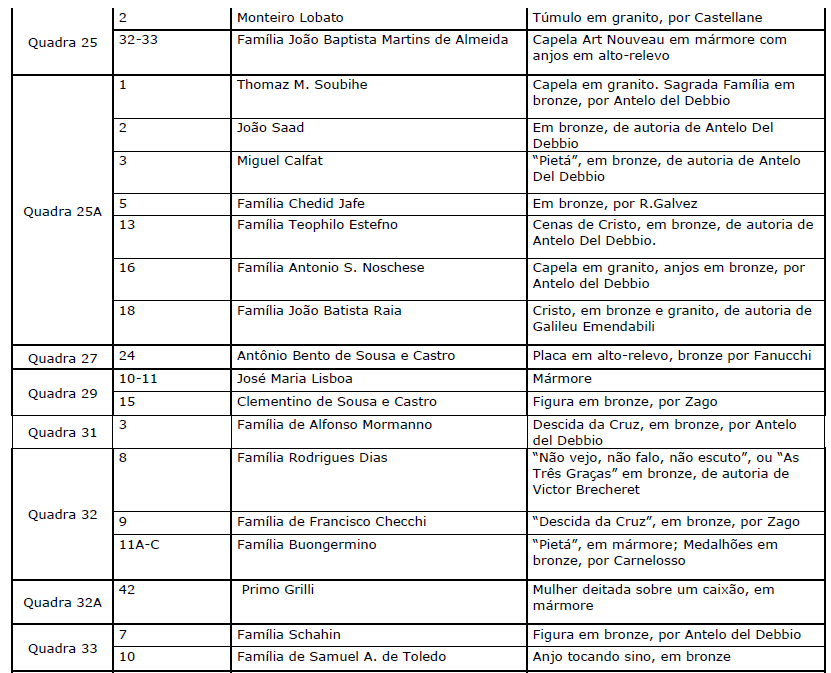 Quadra 25
2
Monteiro Lobato
Túmulo em granito, por Castellane
32-33
Família João Baptista Martins de Almeida
Capela Art Nouveau em mármore com
anjos em alto-relevo
Quadra 25A
1
Thomaz M. Soubihe
Capela em granito. Sagrada Família em
bronze, por Antelo del Debbio
2
João Saad
Em bronze, de autoria de Antelo Del
Debbio
3
Miguel Calfat
“Pietá”, em bronze, de autoria de Antelo
Del Debbio
5
Família Chedid Jafe
Em bronze, por R.Galvez
13
Família Teophilo Estefno
Cenas de Cristo, em bronze, de autoria de
Antelo Del Debbio.
16
Família Antonio S. Noschese
Capela em granito, anjos em bronze, por
Antelo del Debbio
18
Família João Batista Raia
Cristo, em bronze e granito, de autoria de
Galileu Emendabili
Quadra 27
24
Antônio Bento de Sousa e Castro
Placa em alto-relevo, bronze por Fanucchi
Quadra 29
10-11
José Maria Lisboa
Mármore
15
Clementino de Sousa e Castro
Figura em bronze, por Zago
Quadra 31
3
Família de Alfonso Mormanno
Descida da Cruz, em bronze, por Antelo
del Debbio
Quadra 32
8
Família Rodrigues Dias
“Não vejo, não falo, não escuto”, ou “As
Três Graças” em bronze, de autoria de
Victor Brecheret
9
Família de Francisco Checchi
“Descida da Cruz”, em bronze, por Zago
11A-C
Família Buongermino
“Pietá”, em mármore; Medalhões em
bronze, por Carnelosso
Quadra 32A
42
Primo Grilli
Mulher deitada sobre um caixão, em
mármore
Quadra 33
7
Família Schahin
Figura em bronze, por Antelo del Debbio
10
Família de Samuel A. de Toledo
Anjo tocando sino, em bronze